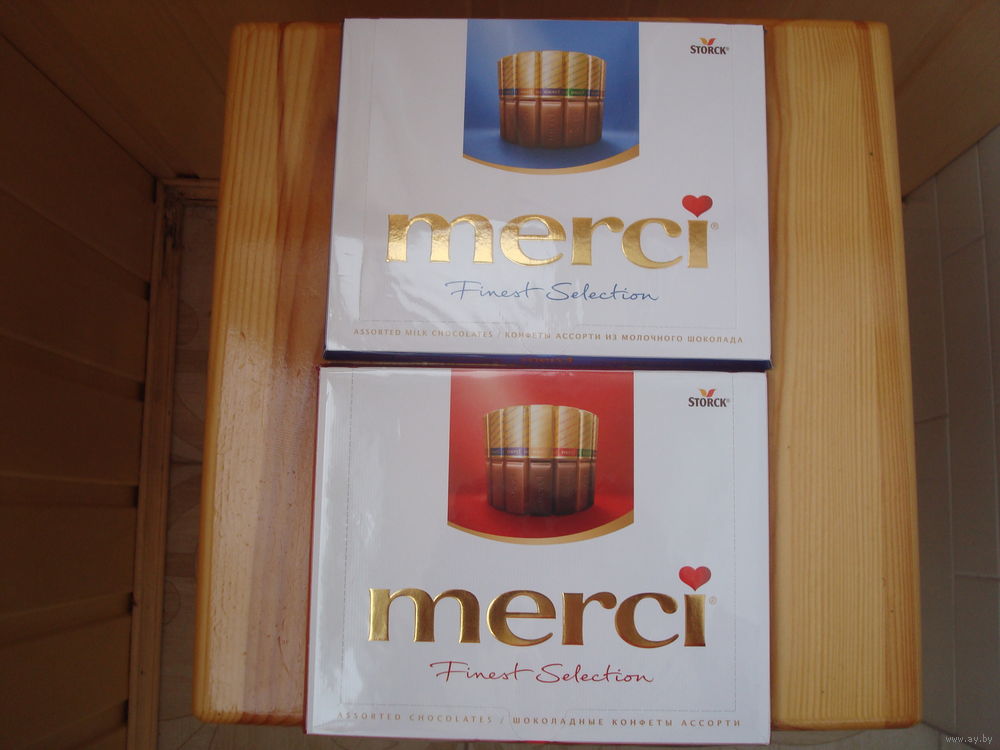 STORCK®
merci®
Finest Selection
ASSORTED MILK CHOCOLATES / КОНФЕТЫ АССОРТИ ИЗ МОЛОЧНОГО ШОКОЛАДА
STORCK®
merci®
Finest Selection
ASSORTED CHOCOLATES / ШОКОЛАДНЫЕ КОНФЕТЫ АССОРТИ
www.ay.by